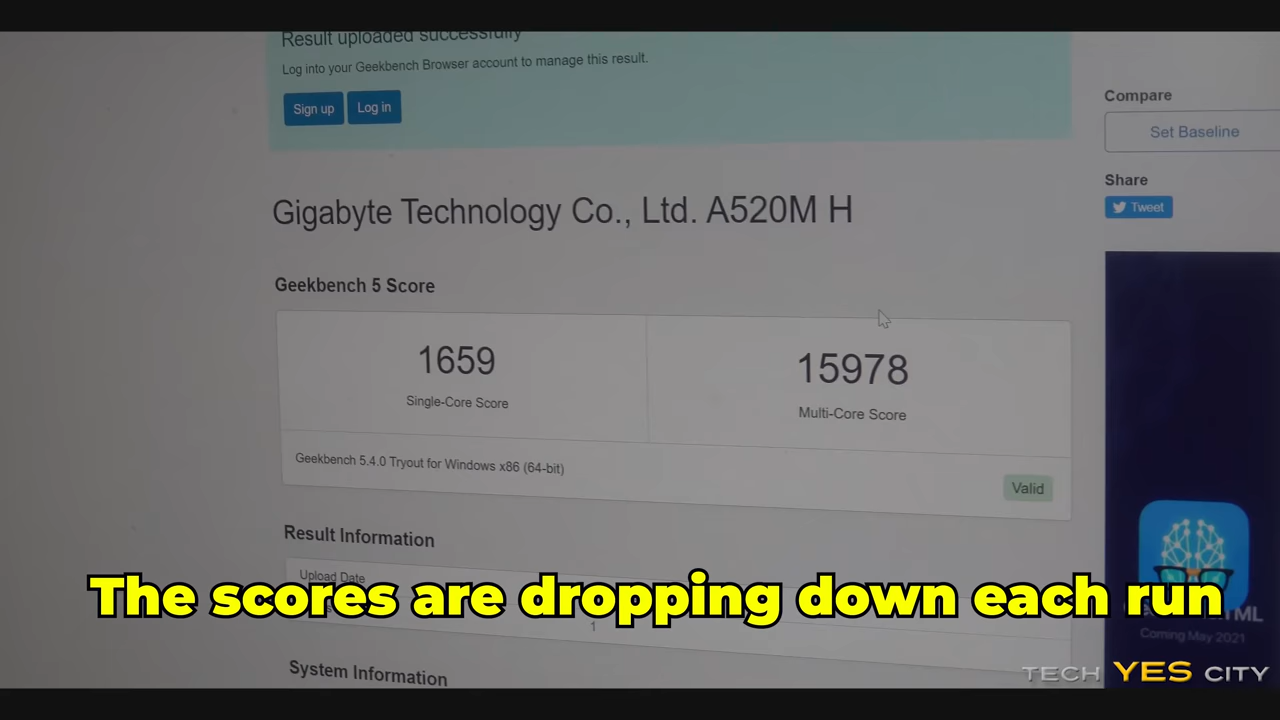 Result uploaded successfully
Log into your Geekbench Browser account to manage this result.
Sign up
Log in
Compare
Set Baseline
Share
Tweet
Gigabyte Technology Co., Ltd. A520M H
Geekbench 5 Score
1659
Single-Core Score
15978
Multi-Core Score
Geekbench 5.4.0 Tryout for Windows x86 (64-bit)
Valid
Result Information
Upload Date
The scores are dropping down each run
1
Coming May 2021
System Information
TECH YES CITY